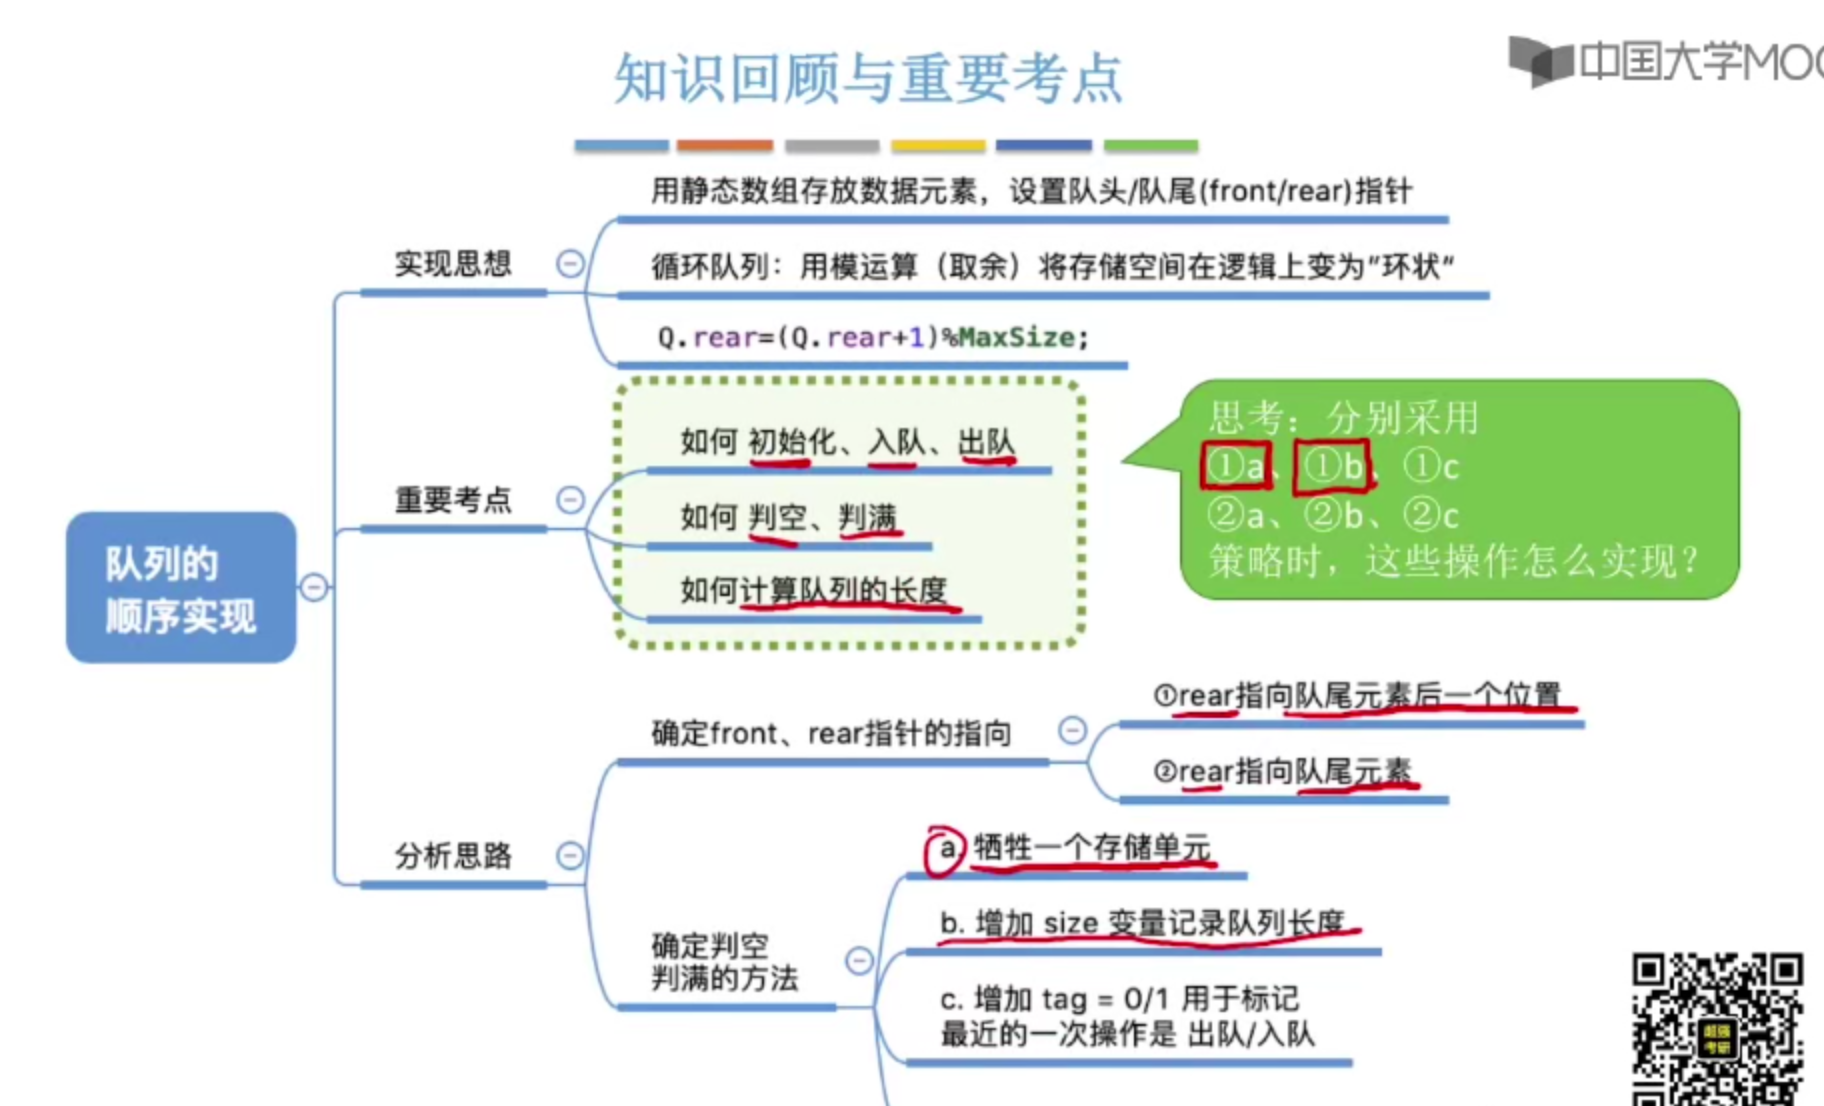 知识回顾与重要考点
中国大学MOO
用静态数组存放数据元素，设置队头/队尾(front/rear)指针
实现思想
循环队列：用模运算（取余）将存储空间在逻辑上变为"环状"
Q.rear=(Q.rear+1)%MaxSize;
如何 初始化、入队、出队
重要考点
如何 判空、判满
如何计算队列的长度
思考：分别采用
①a、①b、①c
②a、②b、②c
策略时，这些操作怎么实现？
队列的
顺序实现
①rear指向队尾元素后一个位置
确定front、rear指针的指向
②rear指向队尾元素
分析思路
a. 牺牲一个存储单元
b. 增加 size 变量记录队列长度
确定判空
判满的方法
c. 增加 tag = 0/1 用于标记
最近的一次操作是 出队/入队